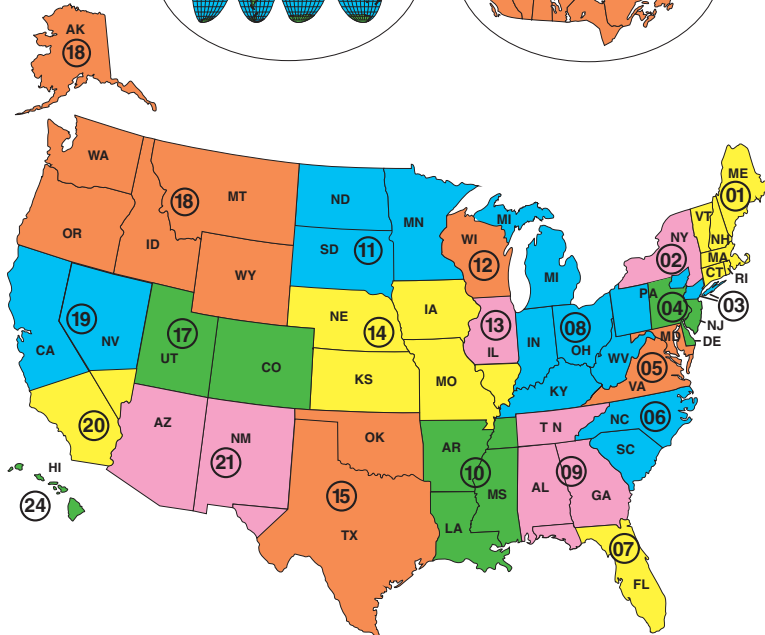 AK
18
WA
MT
18
OR
ID
WY
ND
MN
SD
11
MI
WI
12
MI
ME
01
VT
NH
NY
02
MA
CT
RI
03
PA
04
NJ
DE
MD
05
VA
19
NV
CA
17
UT
CO
NE
14
IA
KS
MO
13
IL
IN
08
OH
WV
KY
NC
06
SC
20
AZ
NM
21
OK
15
TX
AR
10
MS
LA
T N
AL
09
GA
07
FL
HI
24